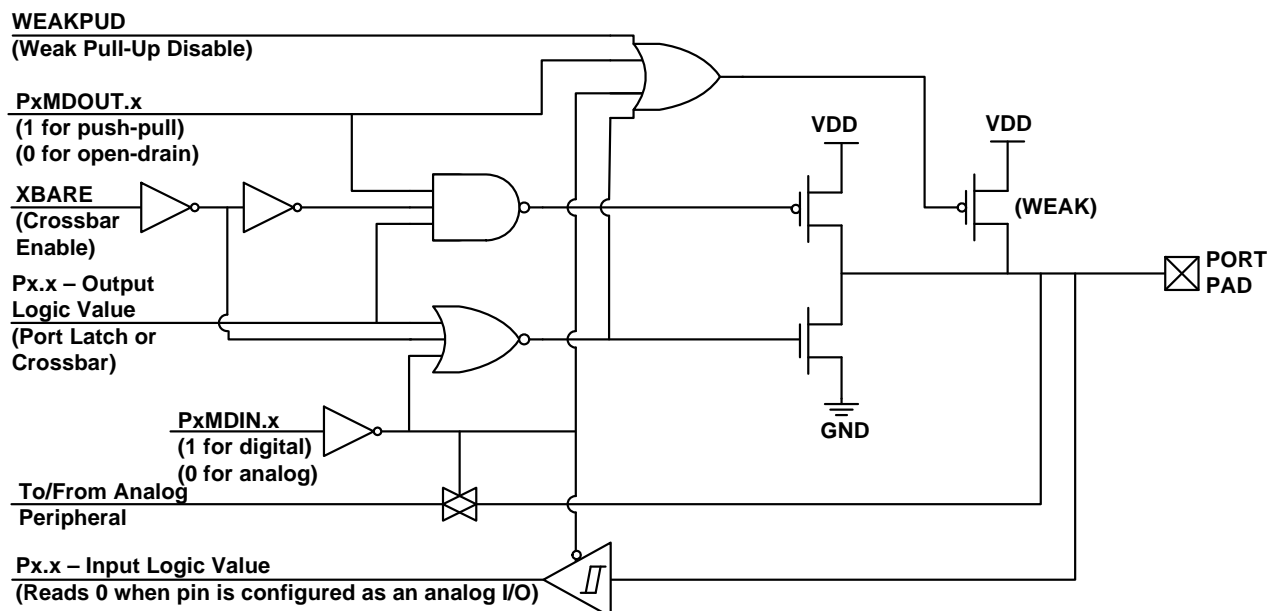 WEAKPUD
(Weak Pull-Up Disable)
PxMDOUT.x
(1 for push-pull)
(0 for open-drain)
XBARE
(Crossbar
Enable)
Px.x – Output
Logic Value
(Port Latch or
Crossbar)
PxMDIN.x
(1 for digital)
(0 for analog)
To/From Analog
Peripheral
Px.x – Input Logic Value
(Reads 0 when pin is configured as an analog I/O)
VDD
VDD
(WEAK)
GND
PORT
PAD